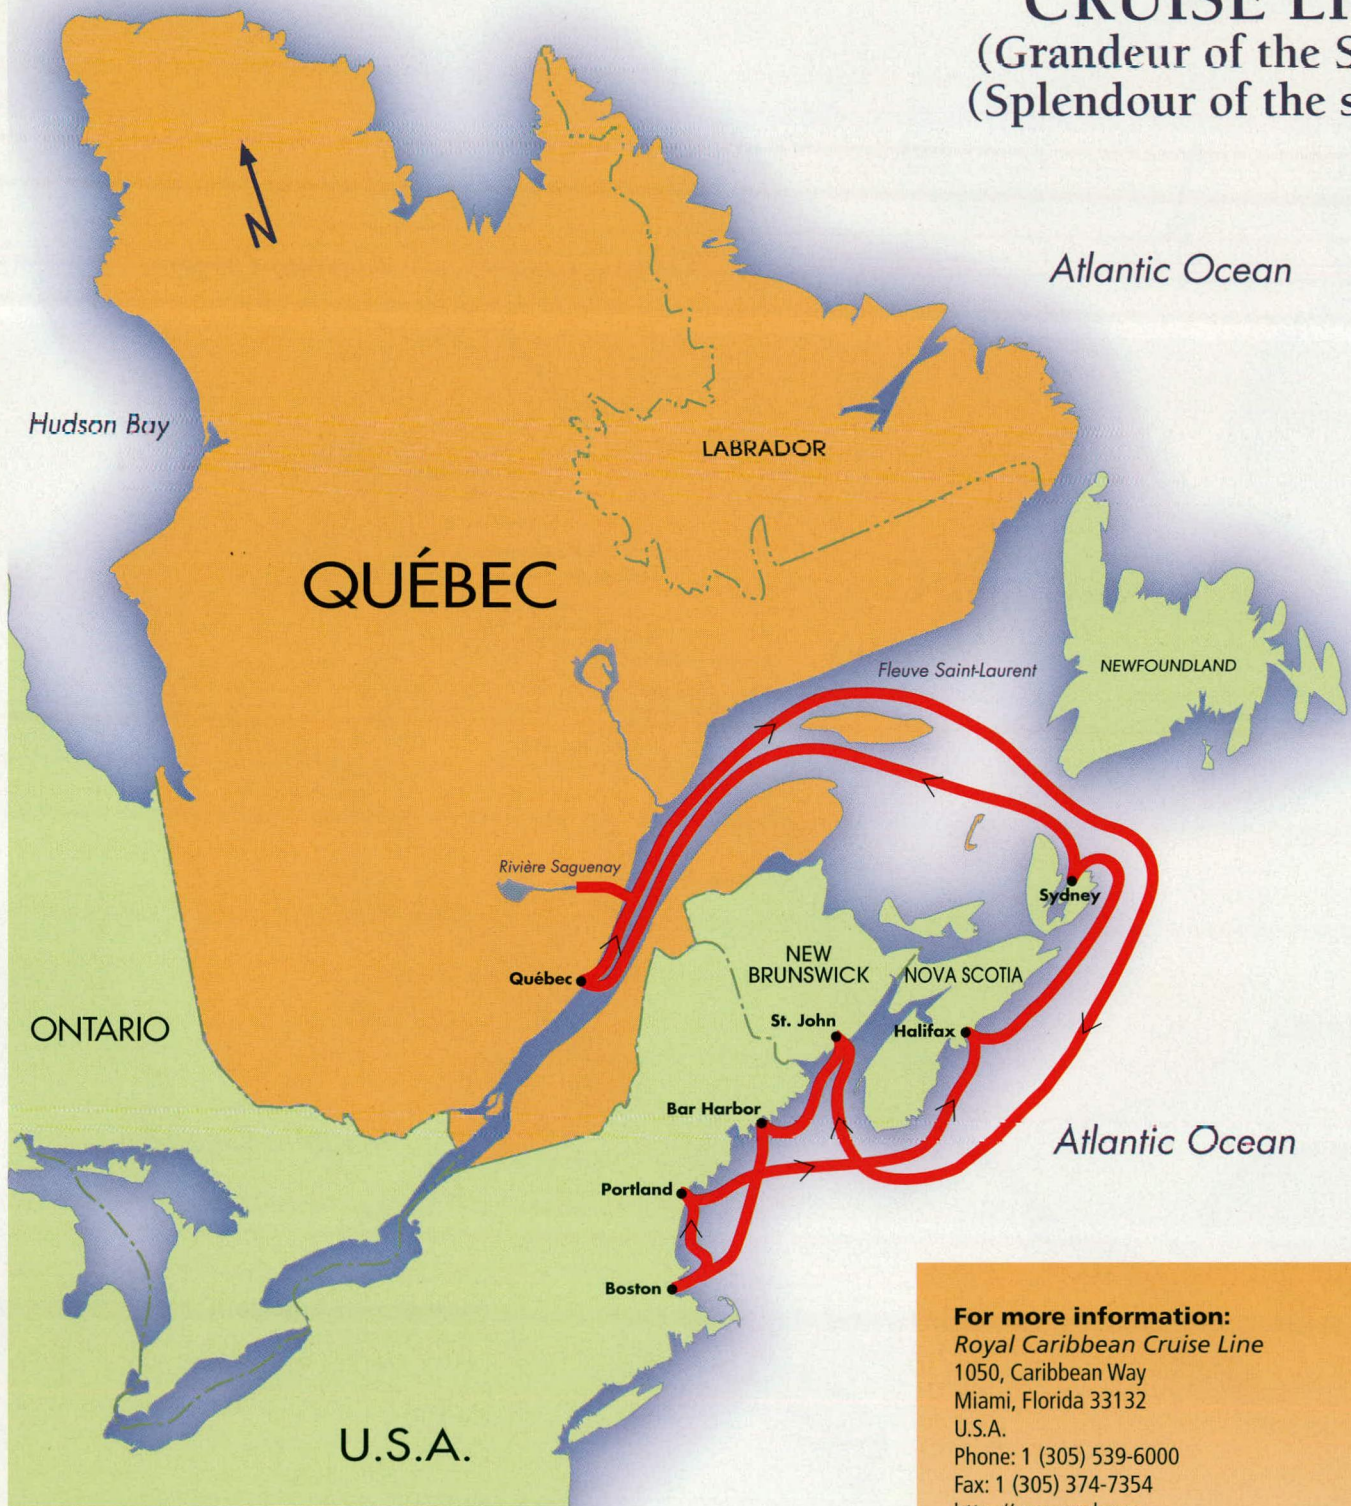 (Grandeur of the
(Splendour of the
Atlantic Ocean
Hudson Bay
N
LABRADOR
QUÉBEC
Fleuve Saint-Laurent
NEWFOUNDLAND
Rivière Saguenay
Sydney
Québec
NEW
BRUNSWICK
NOVA SCOTIA
ONTARIO
St. John
Halifax
Bar Harbor
Atlantic Ocean
Portland
Boston
U.S.A.
For more information:
Royal Caribbean Cruise Line
1050, Caribbean Way
Miami, Florida 33132
U.S.A.
Phone: 1 (305) 539-6000
Fax: 1 (305) 374-7354